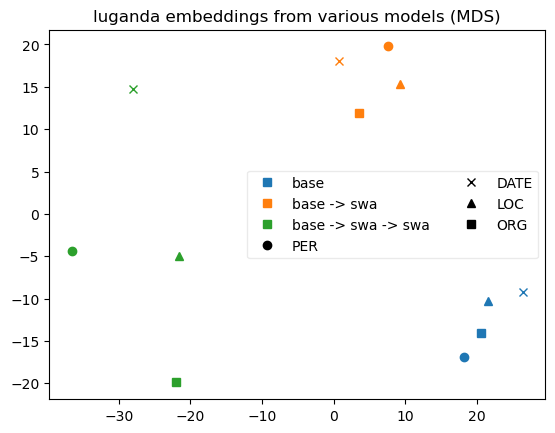 luganda embeddings from various models (MDS)
20
15
10
5
0
−5
−10
−15
−20
base
base -> swa
base -> swa -> swa
PER
DATE
LOC
ORG
−30 −20 −10 0 10 20